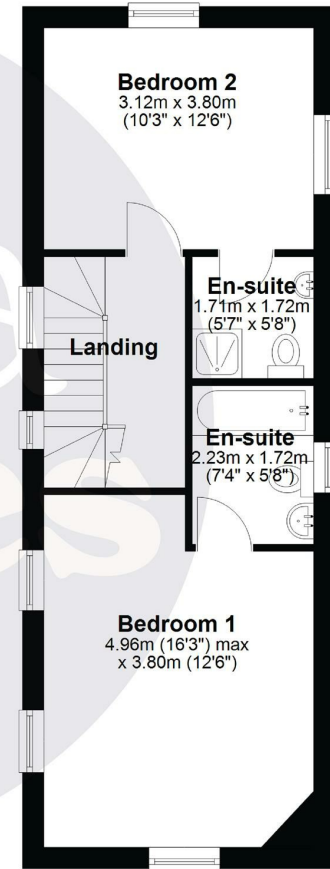 Bedroom 2
3.12m x 3.80m
(10'3" x 12'6")
En-suite
1.71m x 1.72m
(5'7" x 5'8")
Landing
En-suite
2.23m x 1.72m
(7'4" x 5'8")
Bedroom 1
4.96m (16'3") max
x 3.80m (12'6")